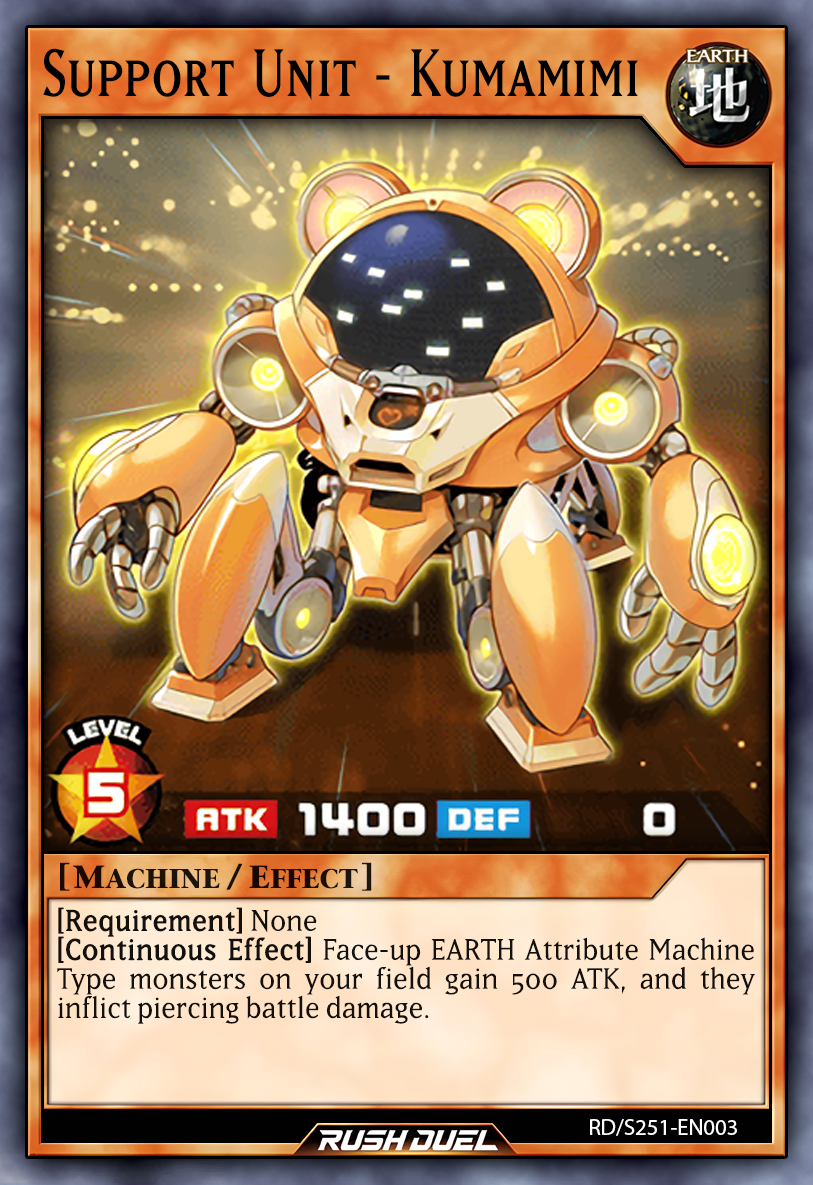 SUPPORT UNIT - KUMAMIMI
EARTH
地
LEVEL
5
ATK 1400 DEF 0
[MACHINE / EFFECT]
[Requirement] None
[Continuous Effect] Face-up EARTH Attribute Machine
Type monsters on your field gain 500 ATK, and they
inflict piercing battle damage.
RD/S251-EN003
RUSH DUEL